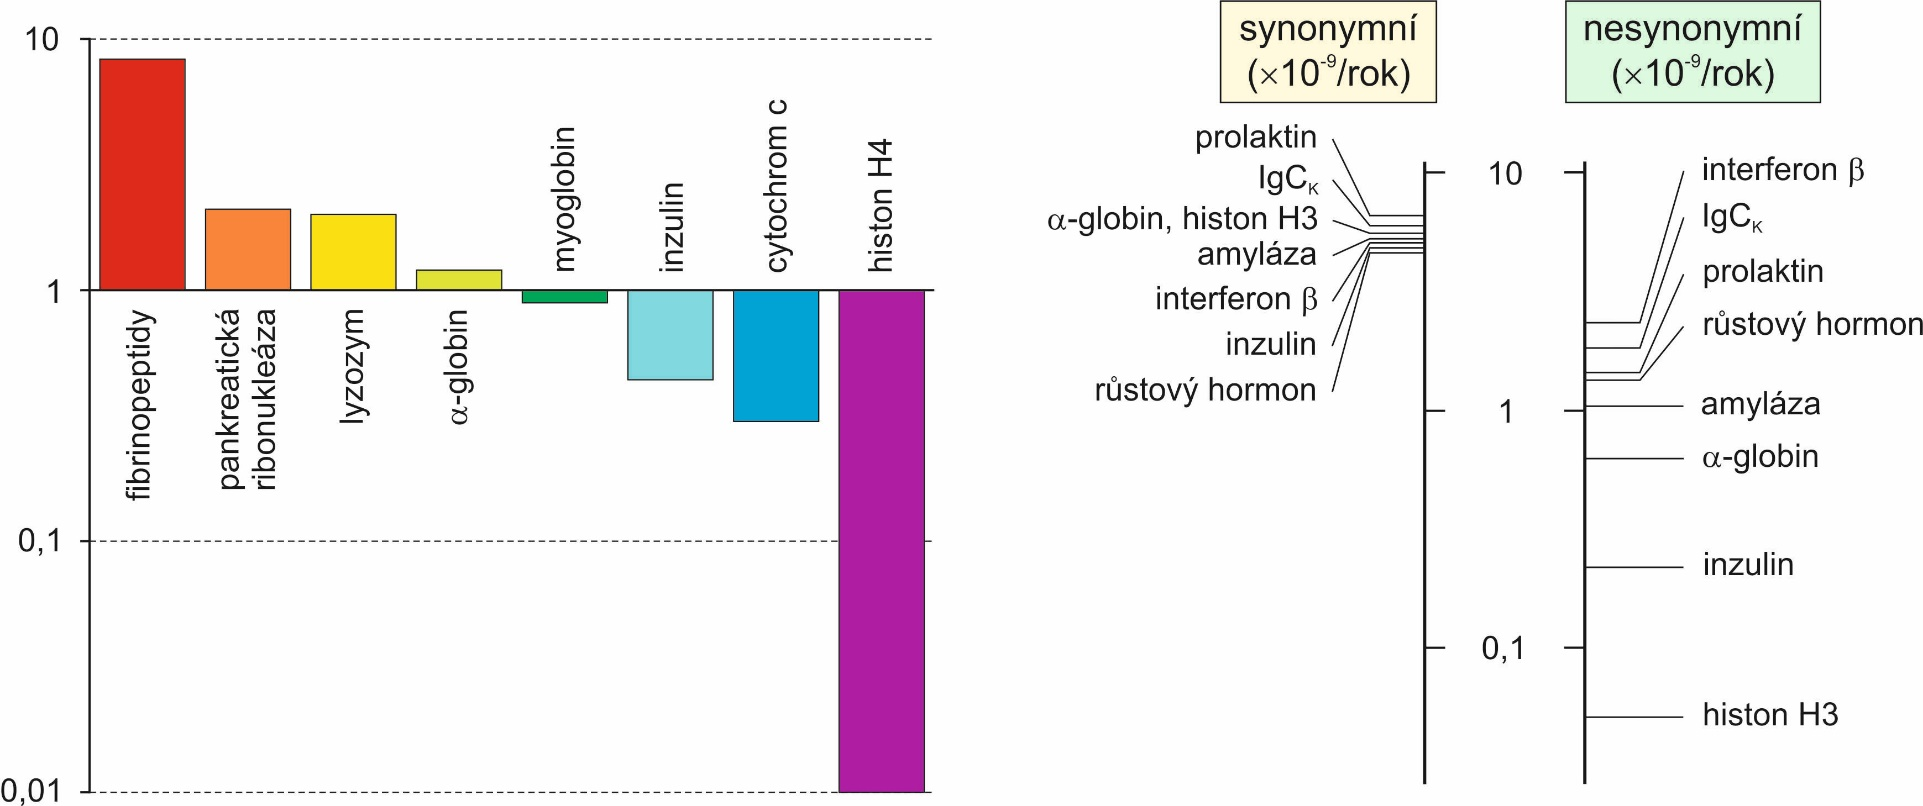 10
1
0,1
0,01
fibrinopeptidy
pankreatická
ribonukleáza
lyzozym
α-globin
myoglobin
inzulin
cytochrom c
histon H4
synonymní
(×10⁻⁹/rok)
prolaktin
IgCK
α-globin, histon H3
amyláza
interferon β
inzulin
růstový hormon
10
1
0,1
nesynonymní
(×10⁻⁹/rok)
interferon β
IgCK
prolaktin
růstový hormon
amyláza
α-globin
inzulin
histon H3